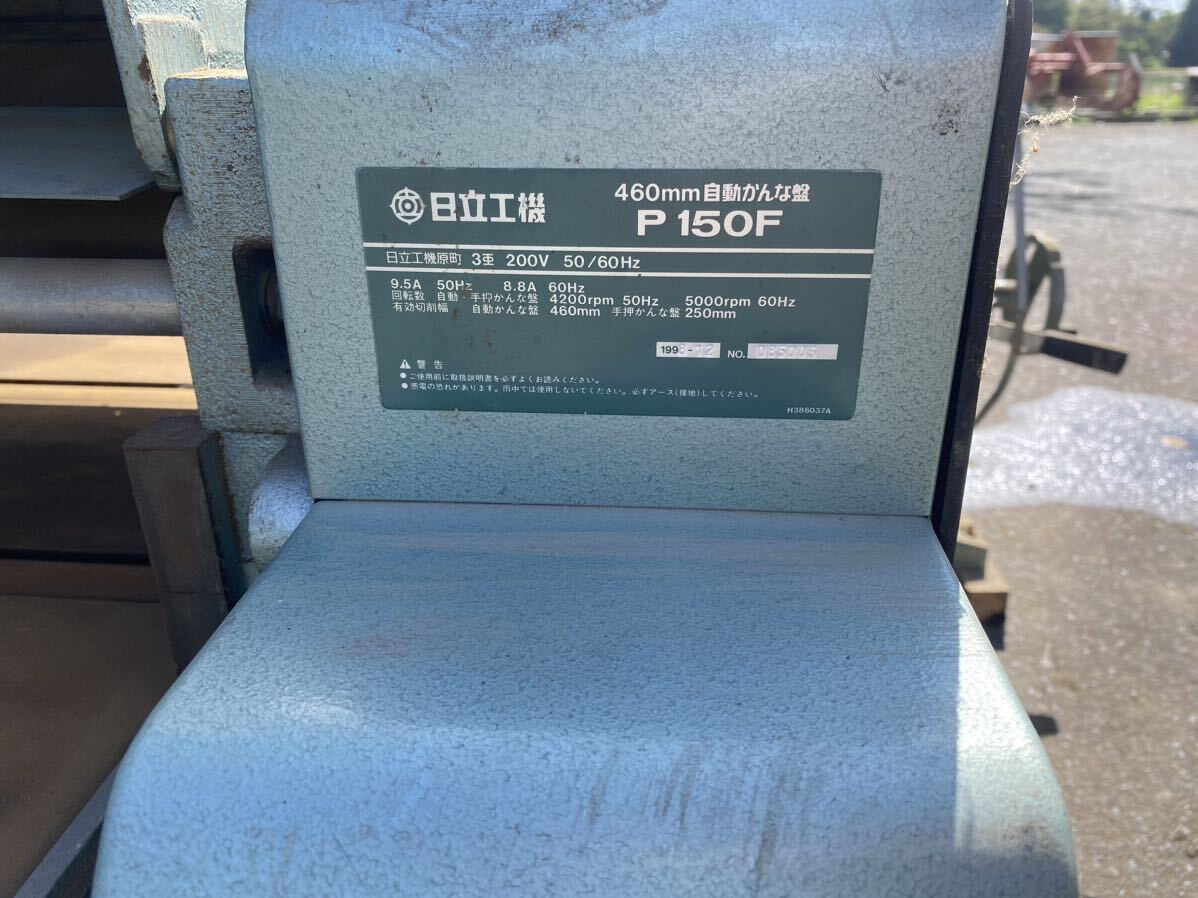 日立工機
460mm自動かんな盤
P 150F
日立工機原町 3亜 200V 50/60Hz
9.5A 50Hz 8.8A 60Hz
回転数 自動・手押かんな盤 4200rpm 50Hz 5000rpm 60Hz
有効切削幅 自動かんな盤 460mm 手押かんな盤 250mm
NO.
⚠ 警告
●ご使用前に取扱説明書を必ずよくお読みください。
●感電の恐れがあります。雨中では使用しないでください。必ずアース(接地)してください。
H386037A